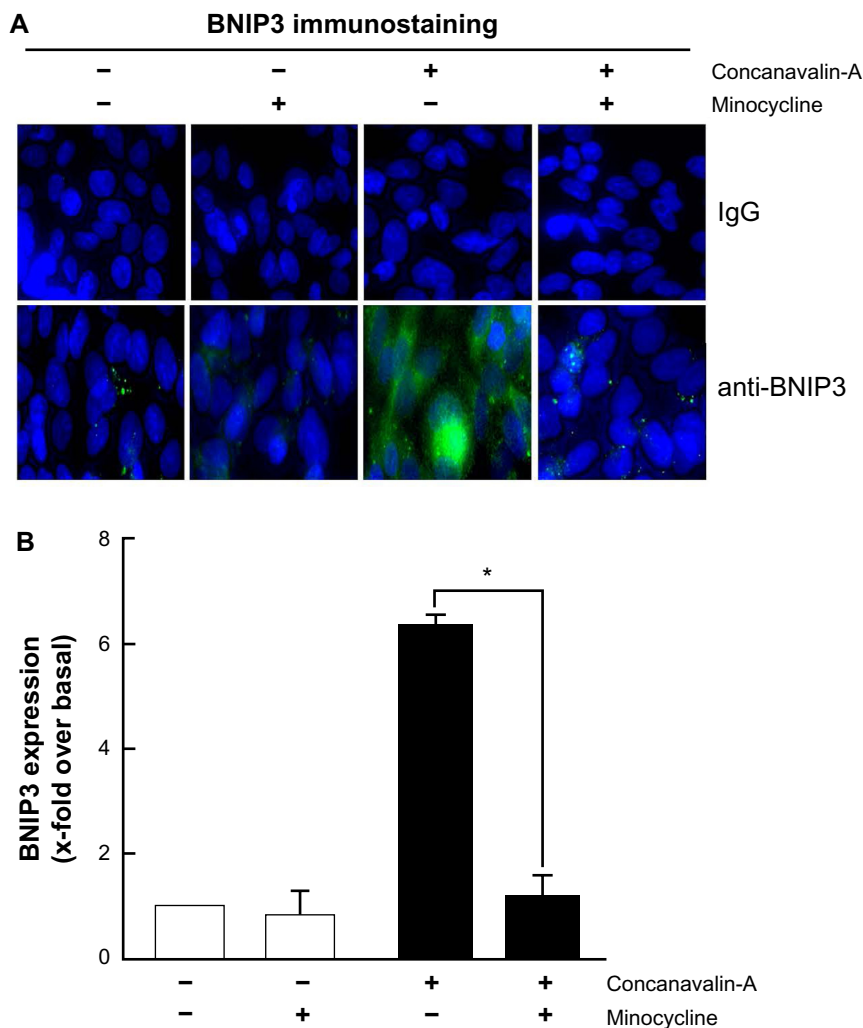 A
BNIP3 immunostaining
– – + + Concanavalin-A
– + – + Minocycline
IgG
anti-BNIP3
B
BNIP3 expression
(x-fold over basal)
8
6
4
2
0
*
– – + + Concanavalin-A
– + – + Minocycline